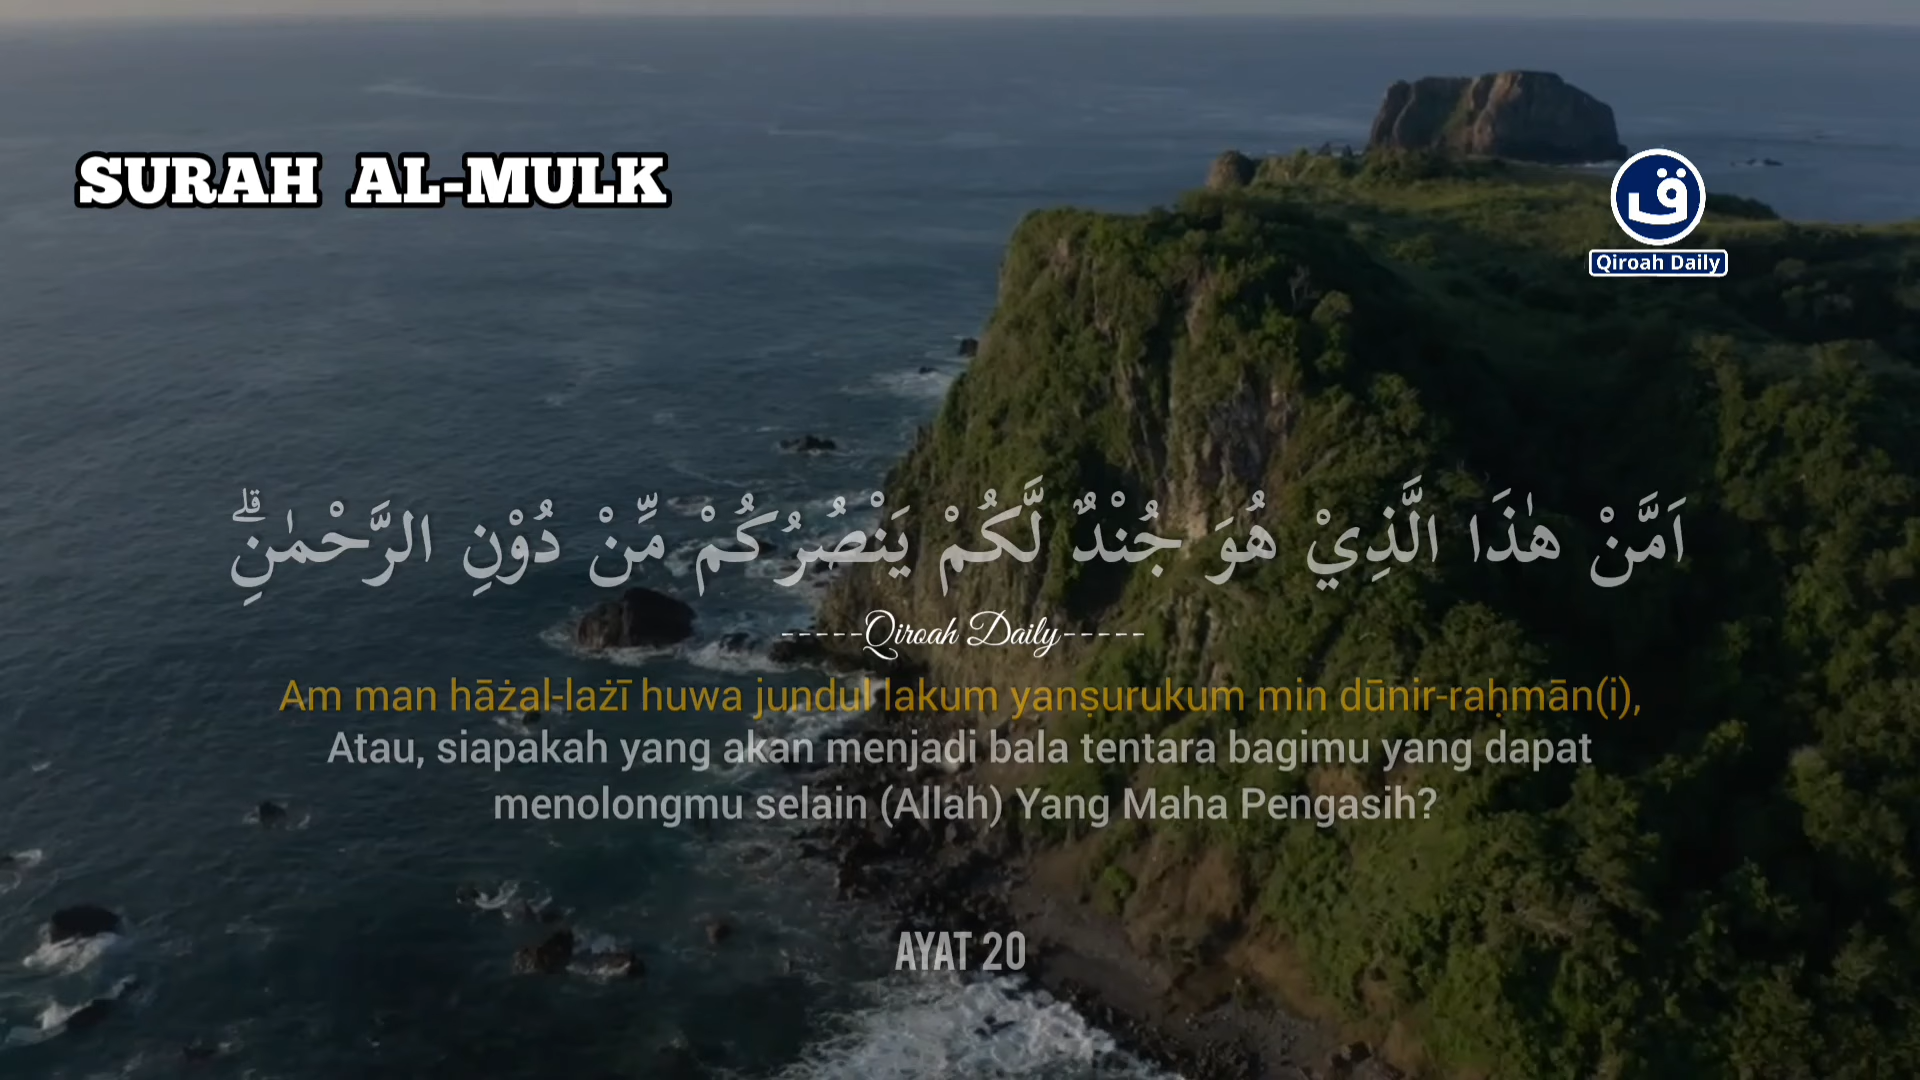 SURAH AL-MULK
ق
Qiroah Daily
اَمَّنْ هٰذَا الَّذِيْ هُوَ جُنْدٌ لَّكُمْ يَنْصُرُكُمْ مِّنْ دُوْنِ الرَّحْمٰنِۗ
-----Qiroah Daily-----
Am man hāżal-lażī huwa jundul lakum yanṣurukum min dūnir-raḥmān(i),
Atau, siapakah yang akan menjadi bala tentara bagimu yang dapat
menolongmu selain (Allah) Yang Maha Pengasih?
AYAT 20